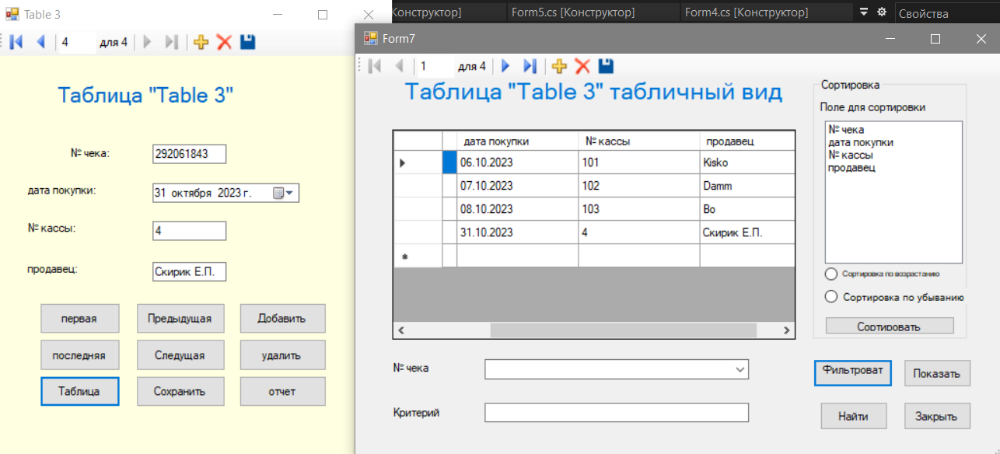 Table 3
4 для 4
Таблица "Table 3"
№ чека: 292061843
дата покупки: 31 октября 2023 г.
№ кассы: 4
продавец: Скирик Е.П.
первая Предыдущая Добавить
последняя Следущая удалить
Таблица Сохранить отчет
Конструктор] Form5.cs [Конструктор] Form4.cs [Конструктор] Свойства
Form7
1 для 4
Таблица "Table 3" табличный вид
дата покупки № кассы продавец
06.10.2023 101 Kisko
07.10.2023 102 Damm
08.10.2023 103 Bo
31.10.2023 4 Скирик Е.П.
№ чека
Критерий
Сортировка
Поле для сортировки
№ чека
дата покупки
№ кассы
продавец
Сортировка по возрастанию
Сортировка по убыванию
Сортировать
Фильтроват Показать
Найти Закрыть